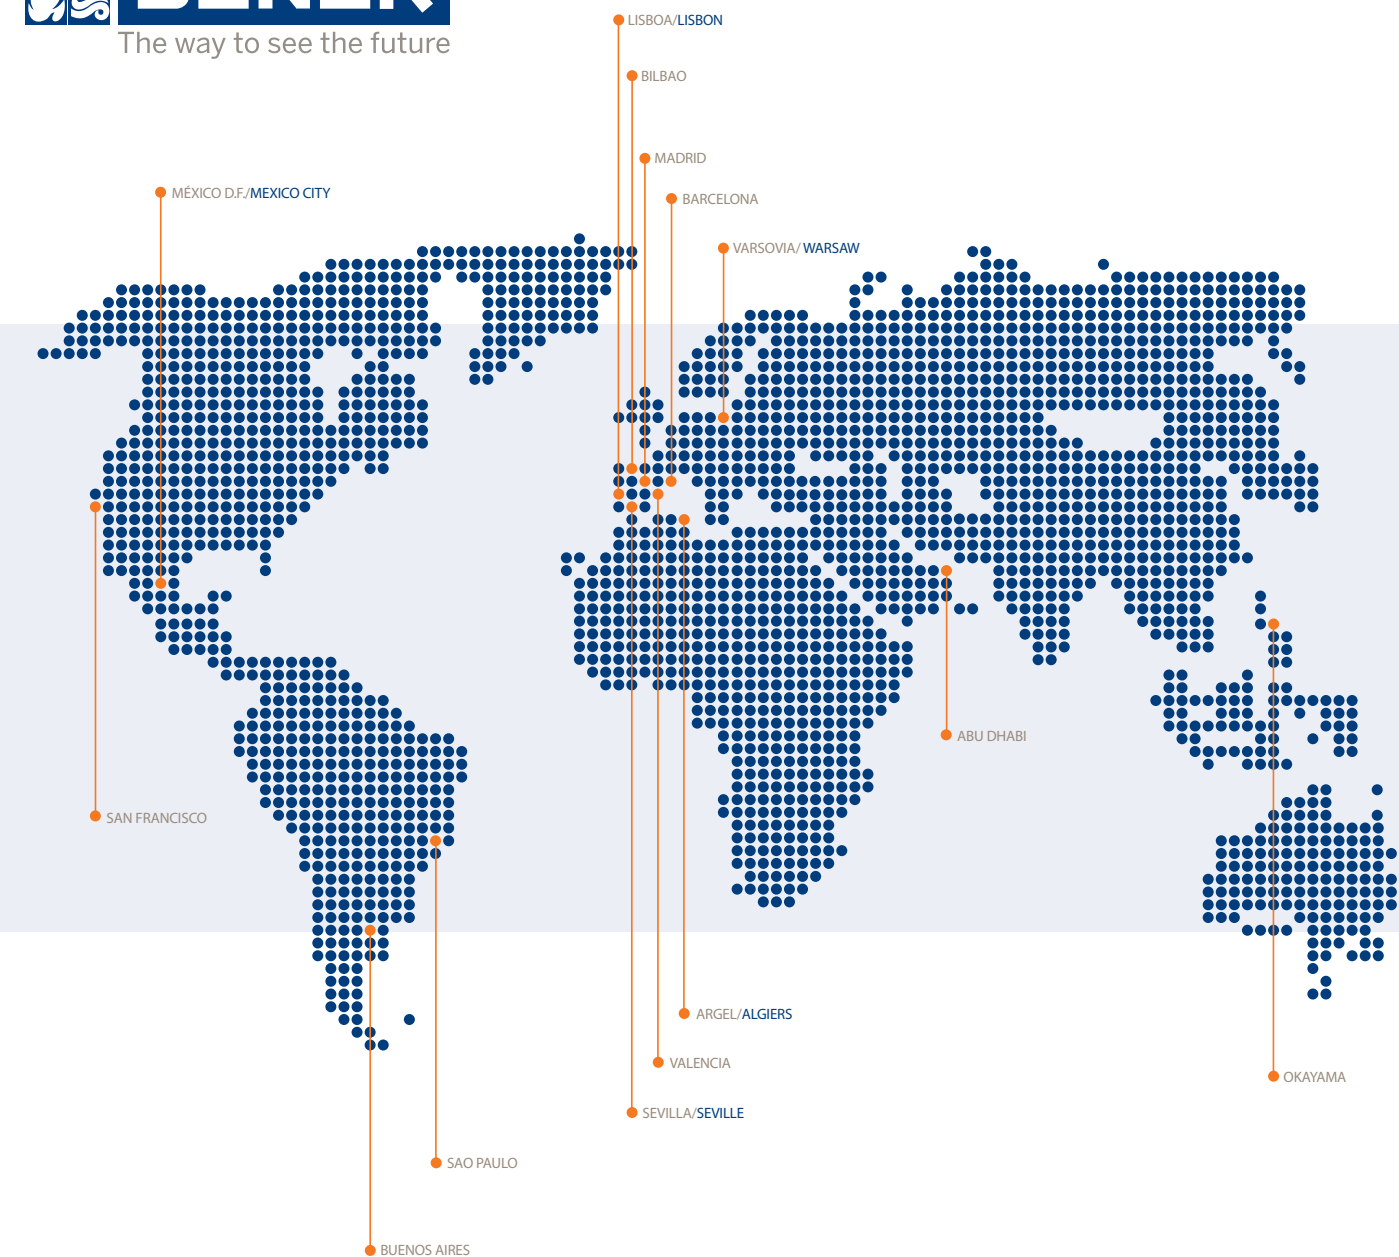 The way to see the future
LISBOA/LISBON
BILBAO
MADRID
MÉXICO D.F./MEXICO CITY
BARCELONA
VARSOVIA/ WARSAW
ABU DHABI
SAN FRANCISCO
ARGEL/ALGIERS
VALENCIA
OKAYAMA
SEVILLA/SEVILLE
SAO PAULO
BUENOS AIRES